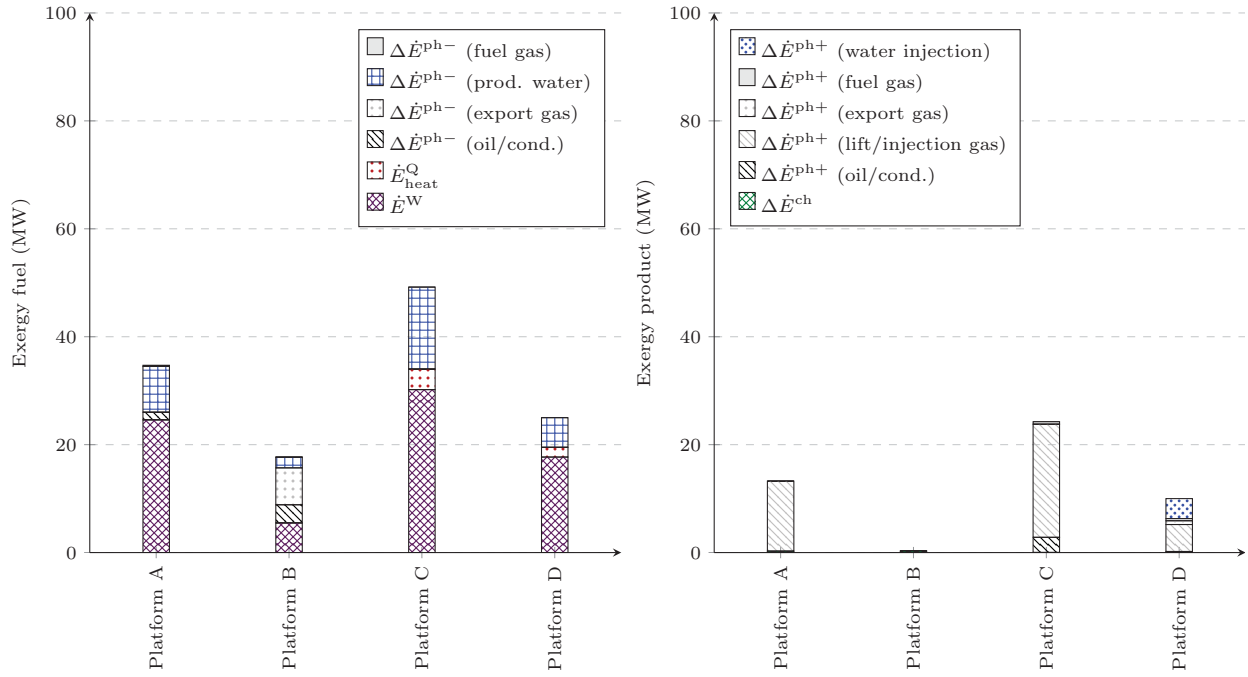 100
80
60
40
20
0
Exergy fuel (MW)
ΔĖ^ph− (fuel gas)
ΔĖ^ph− (prod. water)
ΔĖ^ph− (export gas)
ΔĖ^ph− (oil/cond.)
Ė^Q_heat
Ė^W
Platform A
Platform B
Platform C
Platform D
100
80
60
40
20
0
Exergy product (MW)
ΔĖ^ph+ (water injection)
ΔĖ^ph+ (fuel gas)
ΔĖ^ph+ (export gas)
ΔĖ^ph+ (lift/injection gas)
ΔĖ^ph+ (oil/cond.)
ΔĖ^ch
Platform A
Platform B
Platform C
Platform D